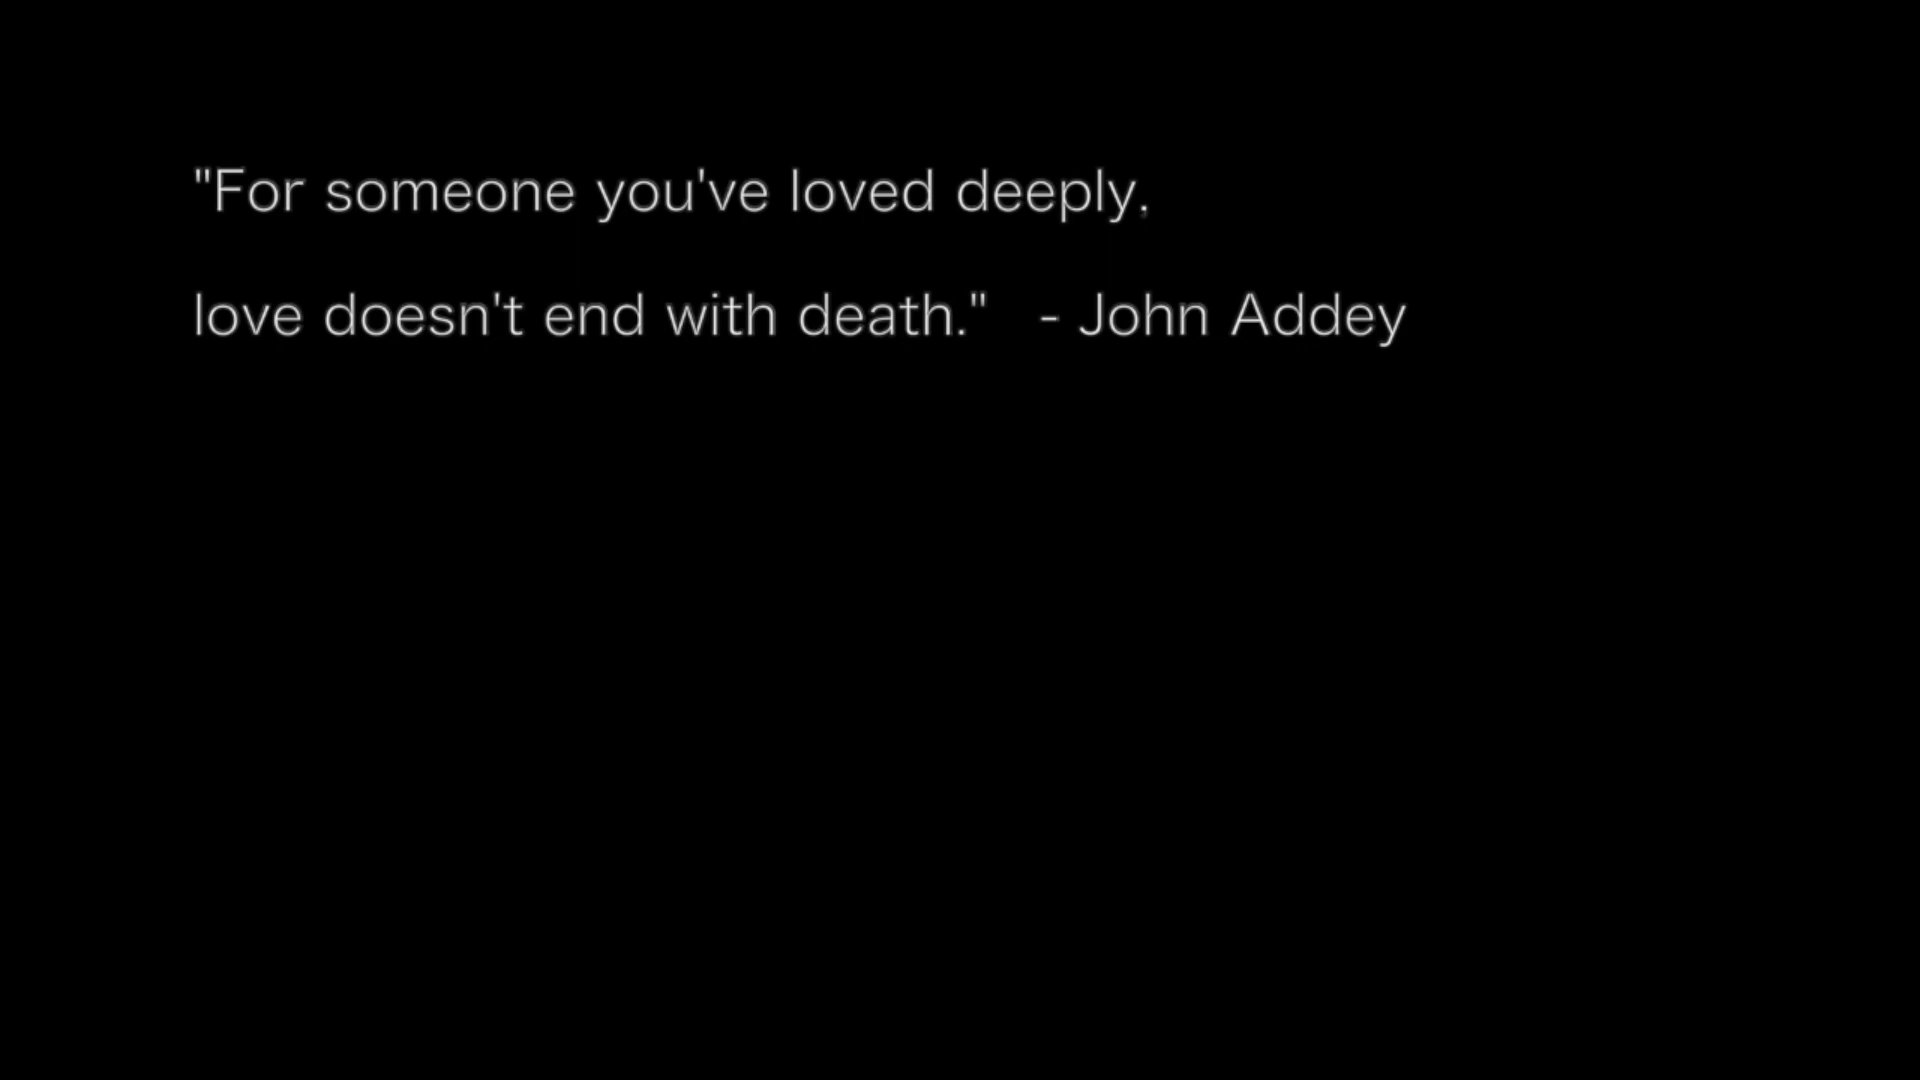 "For someone you've loved deeply,
love doesn't end with death."   - John Addey